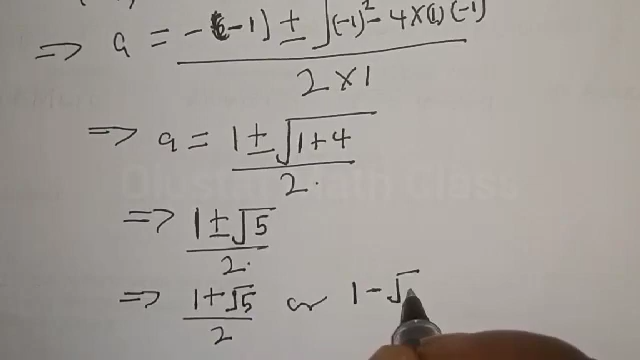 ⇒ a = -(-1) ± √(-1)² - 4×(1)(-1)
2 × 1
⇒ a = 1 ± √1+4
2.
⇒ 1 ± √5
2.
⇒ 1 + √5 or 1 - √
2